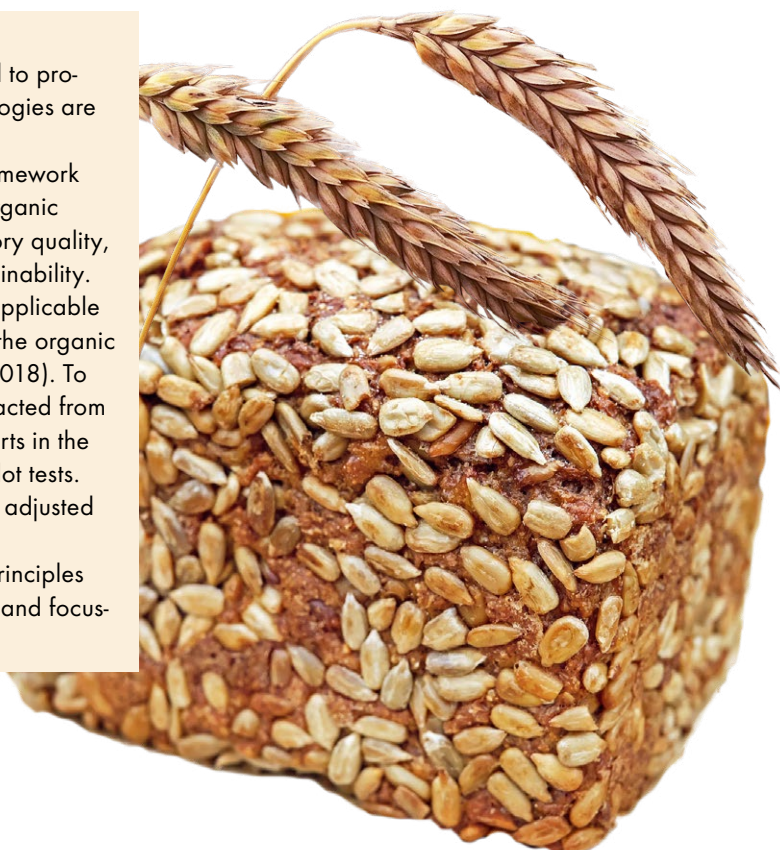 to pro-
ogies are
mework
ganic
ory quality,
inability.
pplicable
he organic
018). To
acted from
rts in the
ot tests.
adjusted
rinciples
and focus-